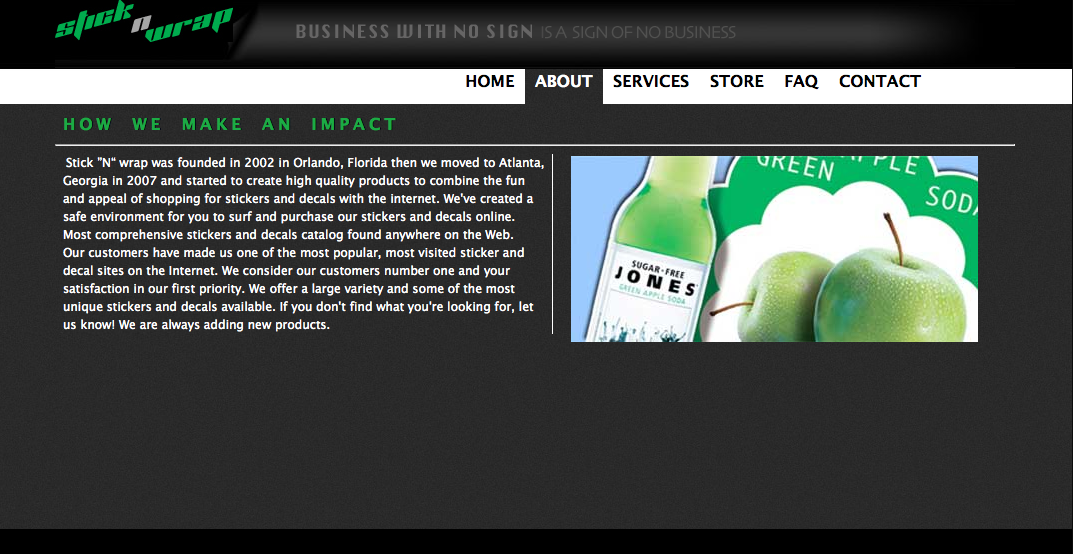 stick n wrap
BUSINESS WITH NO SIGN IS A SIGN OF NO BUSINESS
HOME ABOUT SERVICES STORE FAQ CONTACT
HOW WE MAKE AN IMPACT
Stick "N" wrap was founded in 2002 in Orlando, Florida then we moved to Atlanta,
Georgia in 2007 and started to create high quality products to combine the fun
and appeal of shopping for stickers and decals with the internet. We've created a
safe environment for you to surf and purchase our stickers and decals online.
Most comprehensive stickers and decals catalog found anywhere on the Web.
Our customers have made us one of the most popular, most visited sticker and
decal sites on the Internet. We consider our customers number one and your
satisfaction in our first priority. We offer a large variety and some of the most
unique stickers and decals available. If you don't find what you're looking for, let
us know! We are always adding new products.
GREEN APPLE SODA
SUGAR-FREE
JONES
GREEN APPLE SODA